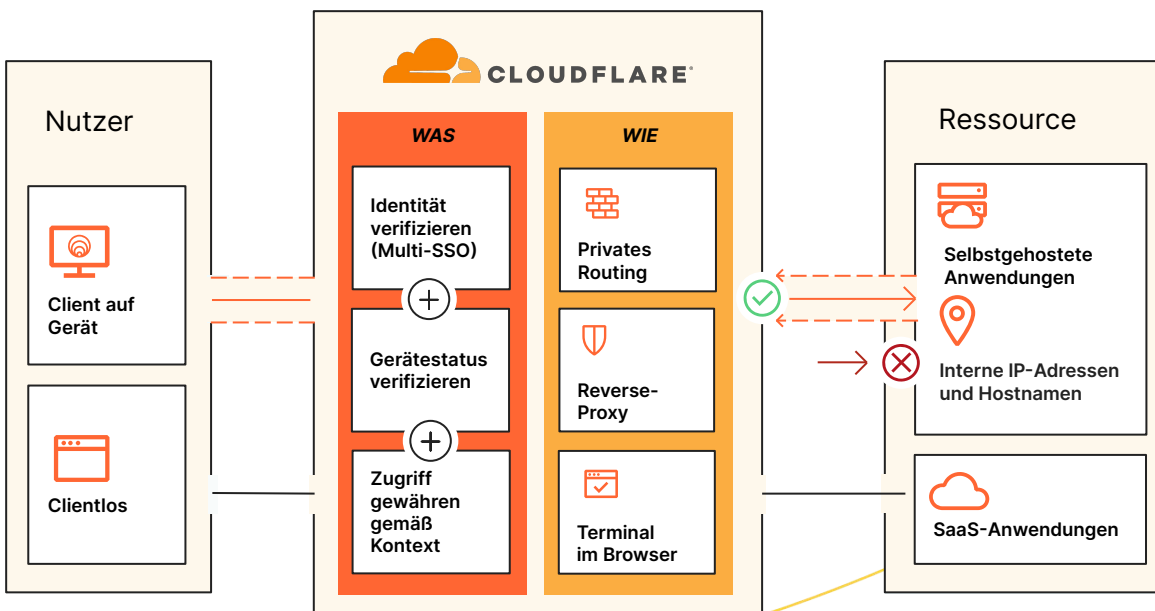 CLOUDFLARE®
Nutzer
Client auf
Gerät
Clientlos
WAS
Identität
verifizieren
(Multi-SSO)
Gerätestatus
verifizieren
Zugriff
gewähren
gemäß
Kontext
WIE
Privates
Routing
Reverse-
Proxy
Terminal
im Browser
Ressource
Selbstgehostete
Anwendungen
Interne IP-Adressen
und Hostnamen
SaaS-Anwendungen